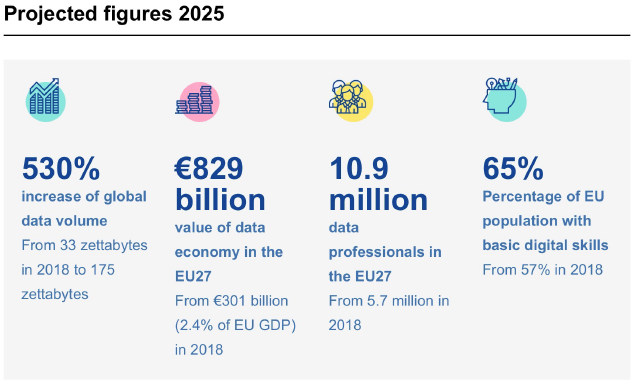 Projected figures 2025
530%
increase of global
data volume
From 33 zettabytes
in 2018 to 175
zettabytes
€829
billion
value of data
economy in the
EU27
From €301 billion
(2.4% of EU GDP)
in 2018
10.9
million
data
professionals in
the EU27
From 5.7 million in
2018
65%
Percentage of EU
population with
basic digital skills
From 57% in 2018